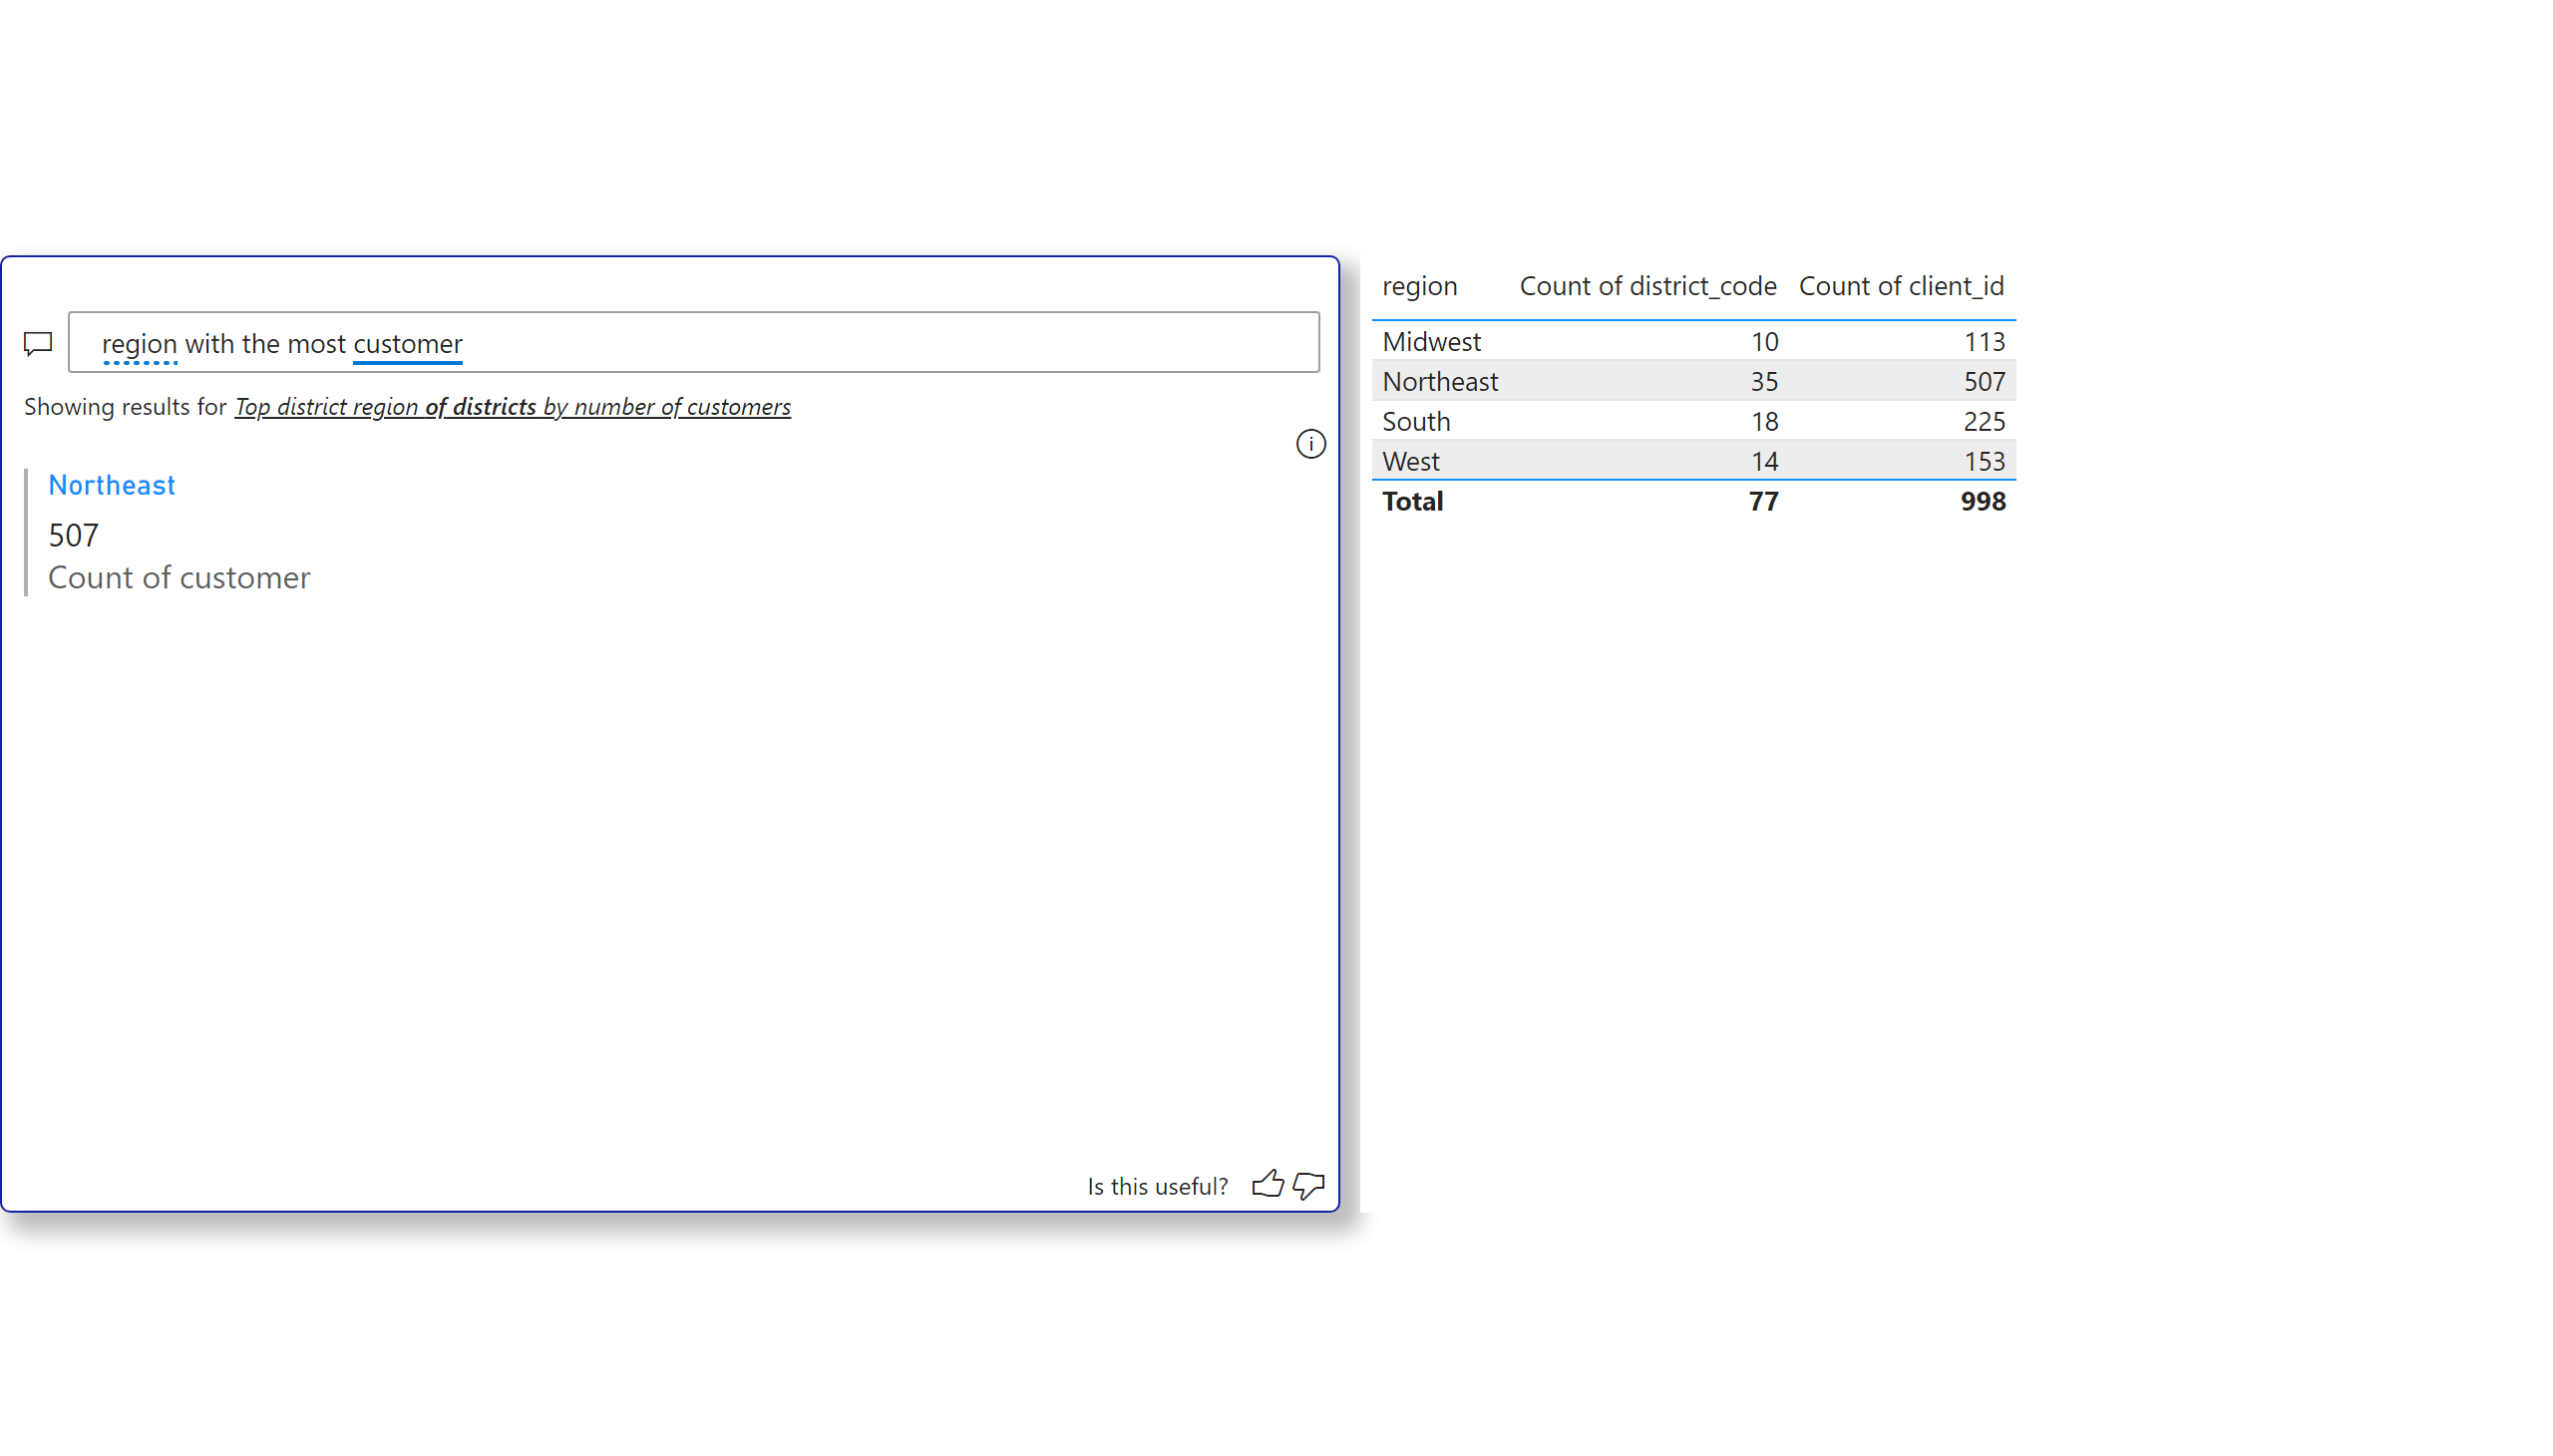 region with the most customer
Showing results for Top district region of districts by number of customers
Northeast
507
Count of customer
Is this useful?
region Count of district_code Count of client_id
Midwest 10 113
Northeast 35 507
South 18 225
West 14 153
Total 77 998